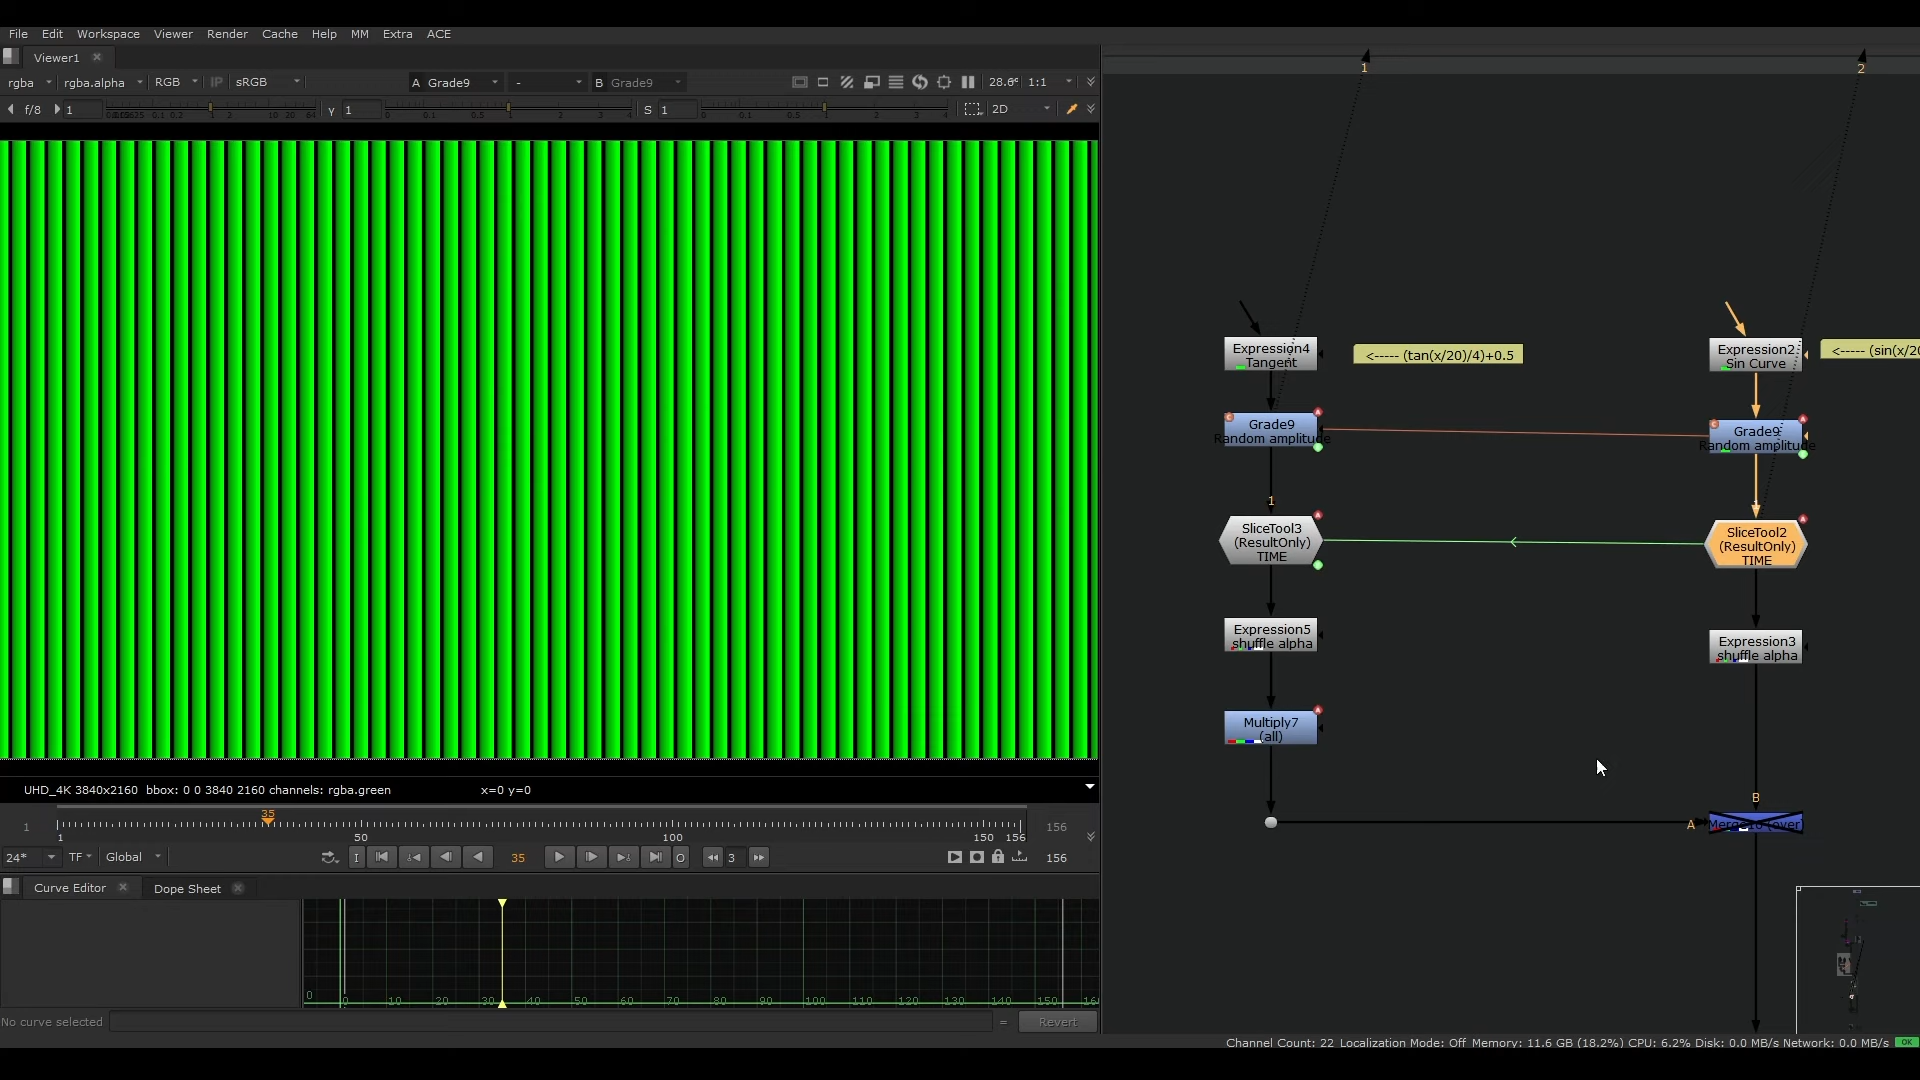 File Edit Workspace Viewer Render Cache Help MM Extra ACE
Viewer1
rgba rgba.alpha RGB IP sRGB A Grade9 - B Grade9 28.6 1:1
f/8 1 Y 1 S 1 2D
1
2
Expression4
Tangent
<----- (tan(x/20)/4)+0.5
Expression2
Sin Curve
<----- (sin(x/20
Grade9
Random amplitude
Grade9
Random amplitude
1
SliceTool3
(ResultOnly)
TIME
SliceTool2
(ResultOnly)
TIME
Expression5
shuffle alpha
Expression3
shuffle alpha
Multiply7
(all)
B
A
UHD_4K 3840x2160 bbox: 0 0 3840 2160 channels: rgba.green x=0 y=0
35
1 156
1 50 100 150 156
24* TF Global I 35 O 3 156
Curve Editor Dope Sheet
0
0 10 20 30 40 50 60 70 80 90 100 110 120 130 140 150 16
No curve selected = Revert
Channel Count: 22 Localization Mode: Off Memory: 11.6 GB (18.2%) CPU: 6.2% Disk: 0.0 MB/s Network: 0.0 MB/s OK